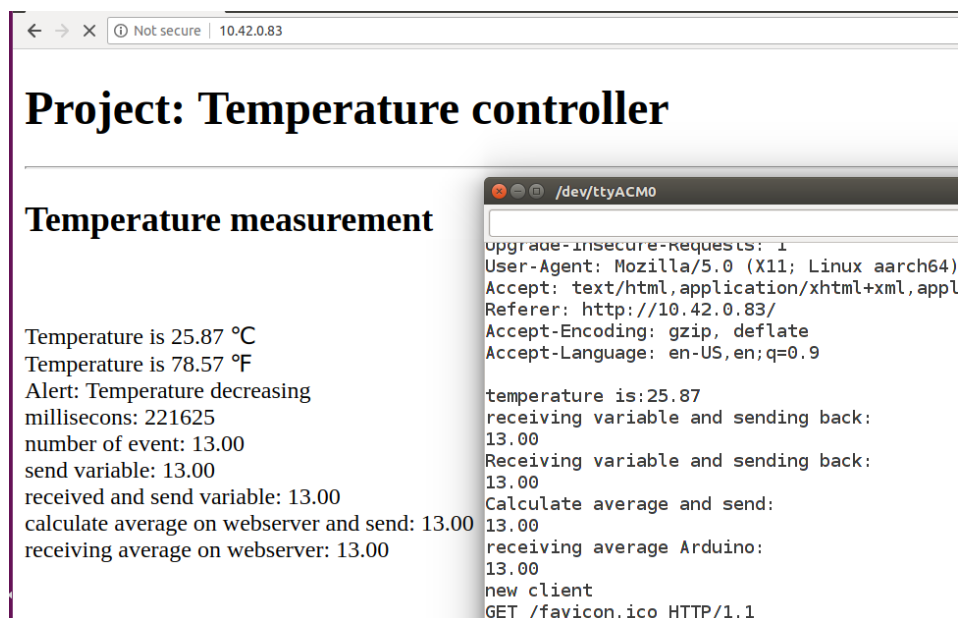 Not secure | 10.42.0.83
Project: Temperature controller
Temperature measurement
Temperature is 25.87 ℃
Temperature is 78.57 ℉
Alert: Temperature decreasing
millisecons: 221625
number of event: 13.00
send variable: 13.00
received and send variable: 13.00
calculate average on webserver and send: 13.00
receiving average on webserver: 13.00
/dev/ttyACM0
Upgrade-Insecure-Requests: 1
User-Agent: Mozilla/5.0 (X11; Linux aarch64)
Accept: text/html,application/xhtml+xml,appl
Referer: http://10.42.0.83/
Accept-Encoding: gzip, deflate
Accept-Language: en-US,en;q=0.9
temperature is:25.87
receiving variable and sending back:
13.00
Receiving variable and sending back:
13.00
Calculate average and send:
13.00
receiving average Arduino:
13.00
new client
GET /favicon.ico HTTP/1.1